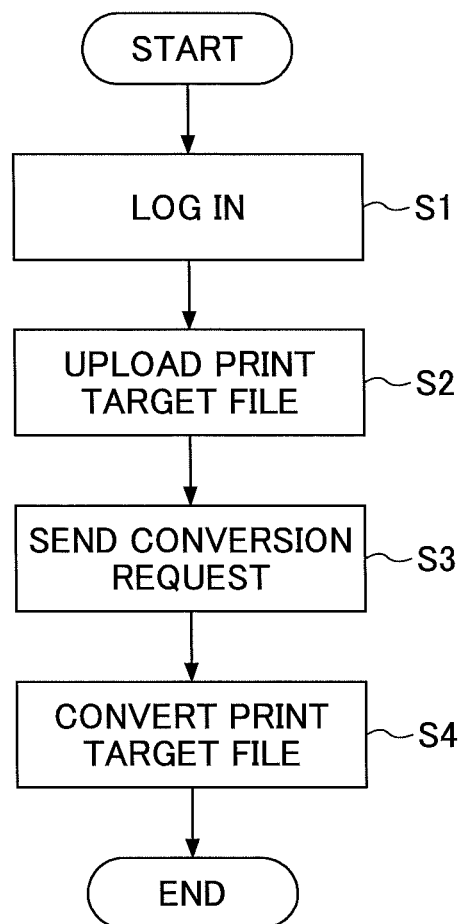 START
LOG IN
S1
UPLOAD PRINT
TARGET FILE
S2
SEND CONVERSION
REQUEST
S3
CONVERT PRINT
TARGET FILE
S4
END